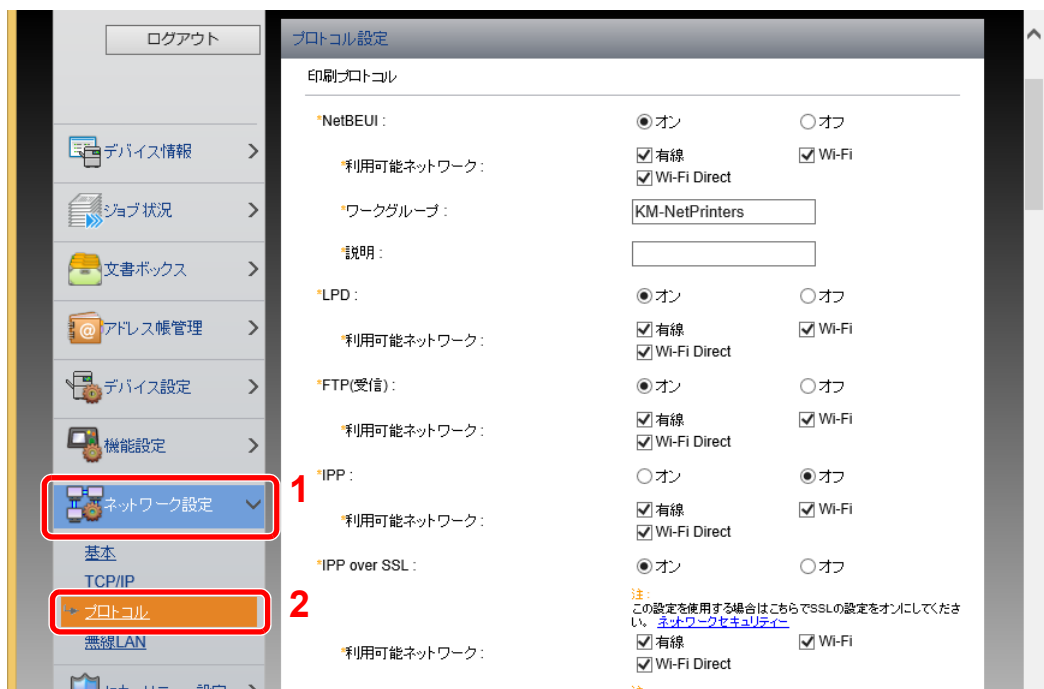 ログアウト
デバイス情報
ジョブ状況
文書ボックス
アドレス帳管理
デバイス設定
機能設定
ネットワーク設定
1
基本
TCP/IP
プロトコル
2
無線LAN
プロトコル設定
印刷プロトコル
*NetBEUI : オン オフ
*利用可能ネットワーク : 有線 Wi-Fi
Wi-Fi Direct
*ワークグループ : KM-NetPrinters
*説明 :
*LPD : オン オフ
*利用可能ネットワーク : 有線 Wi-Fi
Wi-Fi Direct
*FTP(受信) : オン オフ
*利用可能ネットワーク : 有線 Wi-Fi
Wi-Fi Direct
*IPP : オン オフ
*利用可能ネットワーク : 有線 Wi-Fi
Wi-Fi Direct
*IPP over SSL : オン オフ
注 :
この設定を使用する場合はこちらでSSLの設定をオンにしてくださ
い。 ネットワークセキュリティー
*利用可能ネットワーク : 有線 Wi-Fi
Wi-Fi Direct